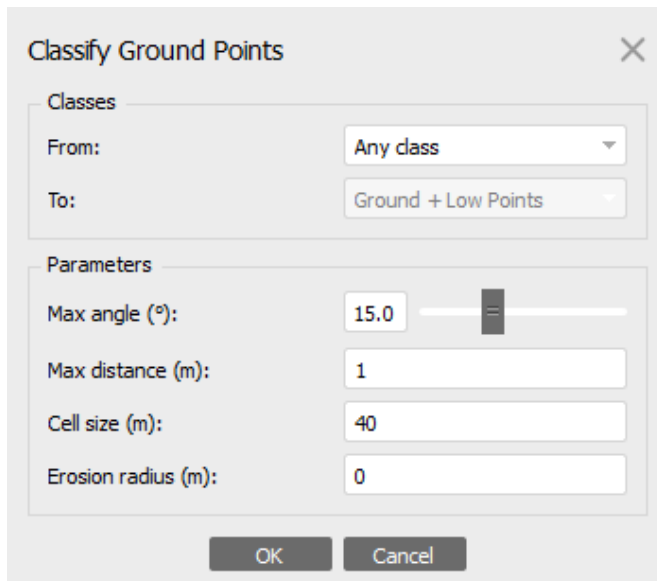 Classify Ground Points
Classes
From: Any class
To: Ground + Low Points
Parameters
Max angle (°): 15.0
Max distance (m): 1
Cell size (m): 40
Erosion radius (m): 0
OK Cancel